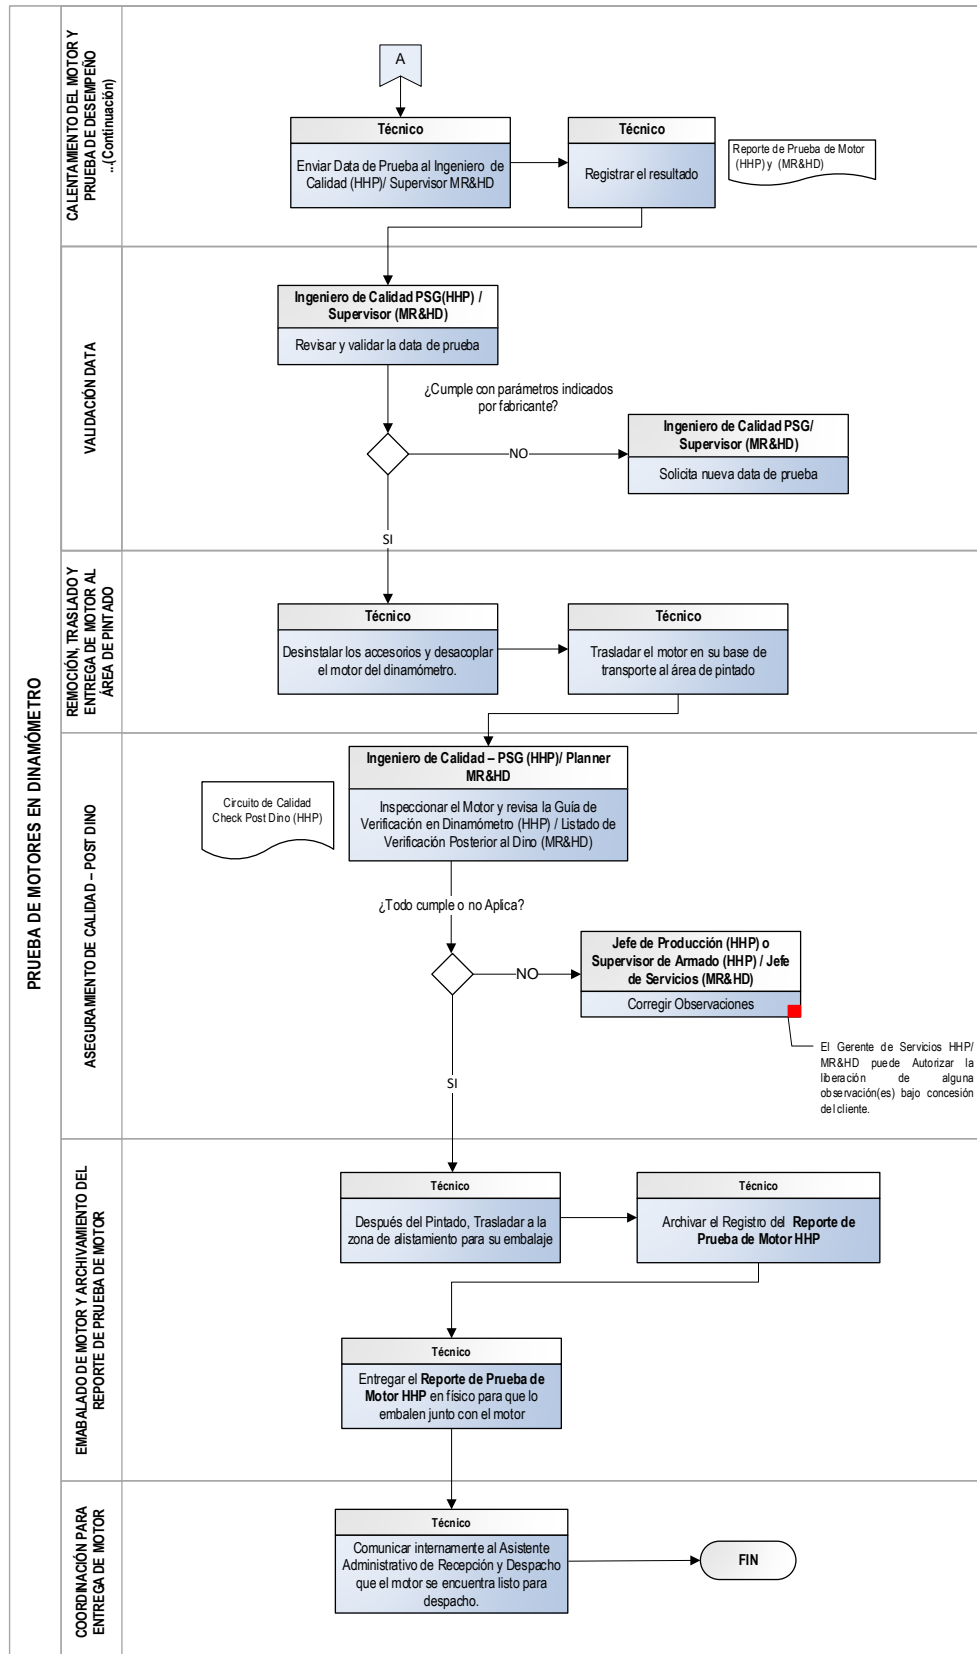 PRUEBA DE MOTORES EN DINAMÓMETRO
CALENTAMIENTO DEL MOTOR Y
PRUEBA DE DESEMPEÑO
...(Continuación)
A
Técnico
Enviar Data de Prueba al Ingeniero de
Calidad (HHP)/ Supervisor MR&HD
Técnico
Registrar el resultado
Reporte de Prueba de Motor
(HHP) y (MR&HD)
VALIDACIÓN DATA
Ingeniero de Calidad PSG(HHP) /
Supervisor (MR&HD)
Revisar y validar la data de prueba
¿Cumple con parámetros indicados
por fabricante?
NO
Ingeniero de Calidad PSG/
Supervisor (MR&HD)
Solicita nueva data de prueba
SI
REMOCIÓN, TRASLADO Y
ENTREGA DE MOTOR AL
ÁREA DE PINTADO
Técnico
Desinstalar los accesorios y desacoplar
el motor del dinamómetro.
Técnico
Trasladar el motor en su base de
transporte al área de pintado
ASEGURAMIENTO DE CALIDAD – POST DINO
Circuito de Calidad
Check Post Dino (HHP)
Ingeniero de Calidad – PSG (HHP)/ Planner
MR&HD
Inspeccionar el Motor y revisa la Guía de
Verificación en Dinamómetro (HHP) / Listado de
Verificación Posterior al Dino (MR&HD)
¿Todo cumple o no Aplica?
NO
Jefe de Producción (HHP) o
Supervisor de Armado (HHP) / Jefe
de Servicios (MR&HD)
Corregir Observaciones
El Gerente de Servicios HHP/
MR&HD puede Autorizar la
liberación de alguna
observación(es) bajo concesión
del cliente.
SI
EMABALADO DE MOTOR Y ARCHIVAMIENTO DEL
REPORTE DE PRUEBA DE MOTOR
Técnico
Después del Pintado, Trasladar a la
zona de alistamiento para su embalaje
Técnico
Archivar el Registro del Reporte de
Prueba de Motor HHP
Técnico
Entregar el Reporte de Prueba de
Motor HHP en físico para que lo
embalen junto con el motor
COORDINACIÓN PARA
ENTREGA DE MOTOR
Técnico
Comunicar internamente al Asistente
Administrativo de Recepción y Despacho
que el motor se encuentra listo para
despacho.
FIN